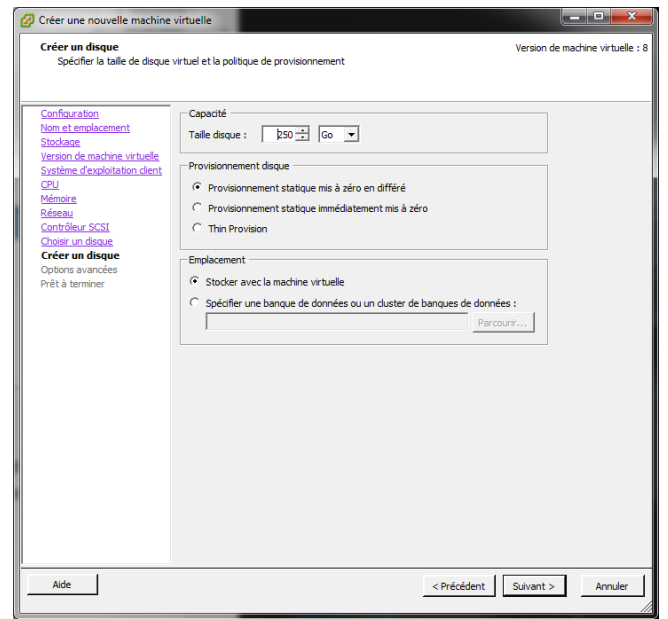 Créer une nouvelle machine virtuelle
Créer un disque
Spécifier la taille de disque virtuel et la politique de provisionnement
Version de machine virtuelle : 8
Configuration
Nom et emplacement
Stockage
Version de machine virtuelle
Système d'exploitation client
CPU
Mémoire
Réseau
Contrôleur SCSI
Choisir un disque
Créer un disque
Options avancées
Prêt à terminer
Capacité
Taille disque : 250 Go
Provisionnement disque
Provisionnement statique mis à zéro en différé
Provisionnement statique immédiatement mis à zéro
Thin Provision
Emplacement
Stocker avec la machine virtuelle
Spécifier une banque de données ou un cluster de banques de données :
Parcourir...
Aide
< Précédent
Suivant >
Annuler